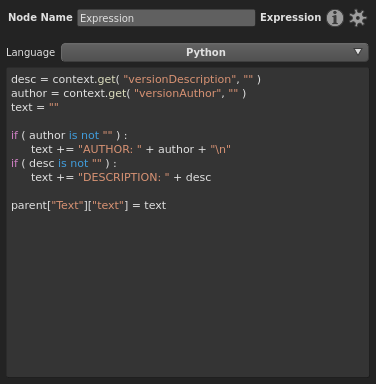 Node Name Expression Expression
Language Python
desc = context.get( "versionDescription", "" )
author = context.get( "versionAuthor", "" )
text = ""
if ( author is not "" ) :
text += "AUTHOR: " + author + "\n"
if ( desc is not "" ) :
text += "DESCRIPTION: " + desc
parent["Text"]["text"] = text